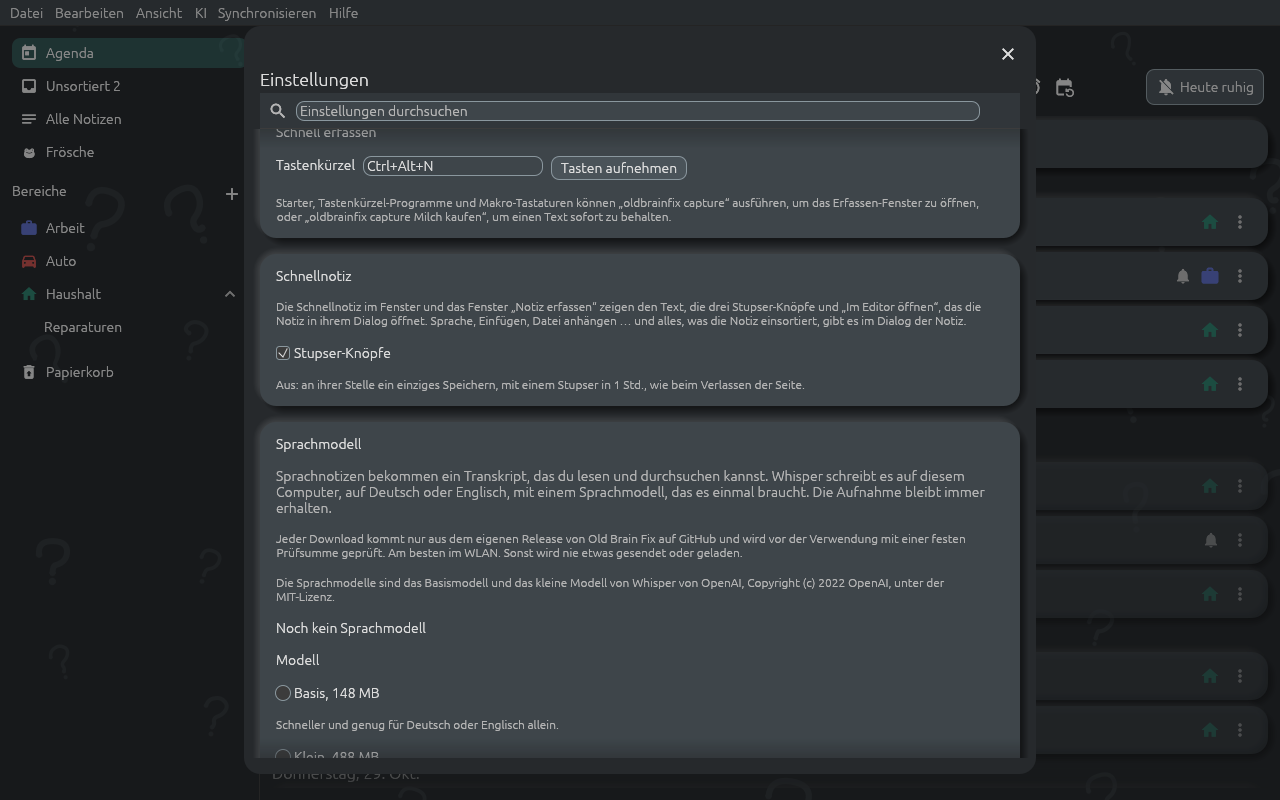 Datei Bearbeiten Ansicht KI Synchronisieren Hilfe
Agenda
Unsortiert 2
Alle Notizen
Frösche
Bereiche
Arbeit
Auto
Haushalt
Reparaturen
Papierkorb
Heute ruhig
Einstellungen
Einstellungen durchsuchen
Schnell erfassen
Tastenkürzel Ctrl+Alt+N Tasten aufnehmen
Starter, Tastenkürzel-Programme und Makro-Tastaturen können „oldbrainfix capture“ ausführen, um das Erfassen-Fenster zu öffnen,
oder „oldbrainfix capture Milch kaufen“, um einen Text sofort zu behalten.
Schnellnotiz
Die Schnellnotiz im Fenster und das Fenster „Notiz erfassen“ zeigen den Text, die drei Stupser-Knöpfe und „Im Editor öffnen“, das die
Notiz in ihrem Dialog öffnet. Sprache, Einfügen, Datei anhängen … und alles, was die Notiz einsortiert, gibt es im Dialog der Notiz.
Stupser-Knöpfe
Aus: an ihrer Stelle ein einziges Speichern, mit einem Stupser in 1 Std., wie beim Verlassen der Seite.
Sprachmodell
Sprachnotizen bekommen ein Transkript, das du lesen und durchsuchen kannst. Whisper schreibt es auf diesem
Computer, auf Deutsch oder Englisch, mit einem Sprachmodell, das es einmal braucht. Die Aufnahme bleibt immer
erhalten.
Jeder Download kommt nur aus dem eigenen Release von Old Brain Fix auf GitHub und wird vor der Verwendung mit einer festen
Prüfsumme geprüft. Am besten im WLAN. Sonst wird nie etwas gesendet oder geladen.
Die Sprachmodelle sind das Basismodell und das kleine Modell von Whisper von OpenAI, Copyright (c) 2022 OpenAI, unter der
MIT-Lizenz.
Noch kein Sprachmodell
Modell
Basis, 148 MB
Schneller und genug für Deutsch oder Englisch allein.
Klein, 488 MB
Donnerstag, 29. Okt.